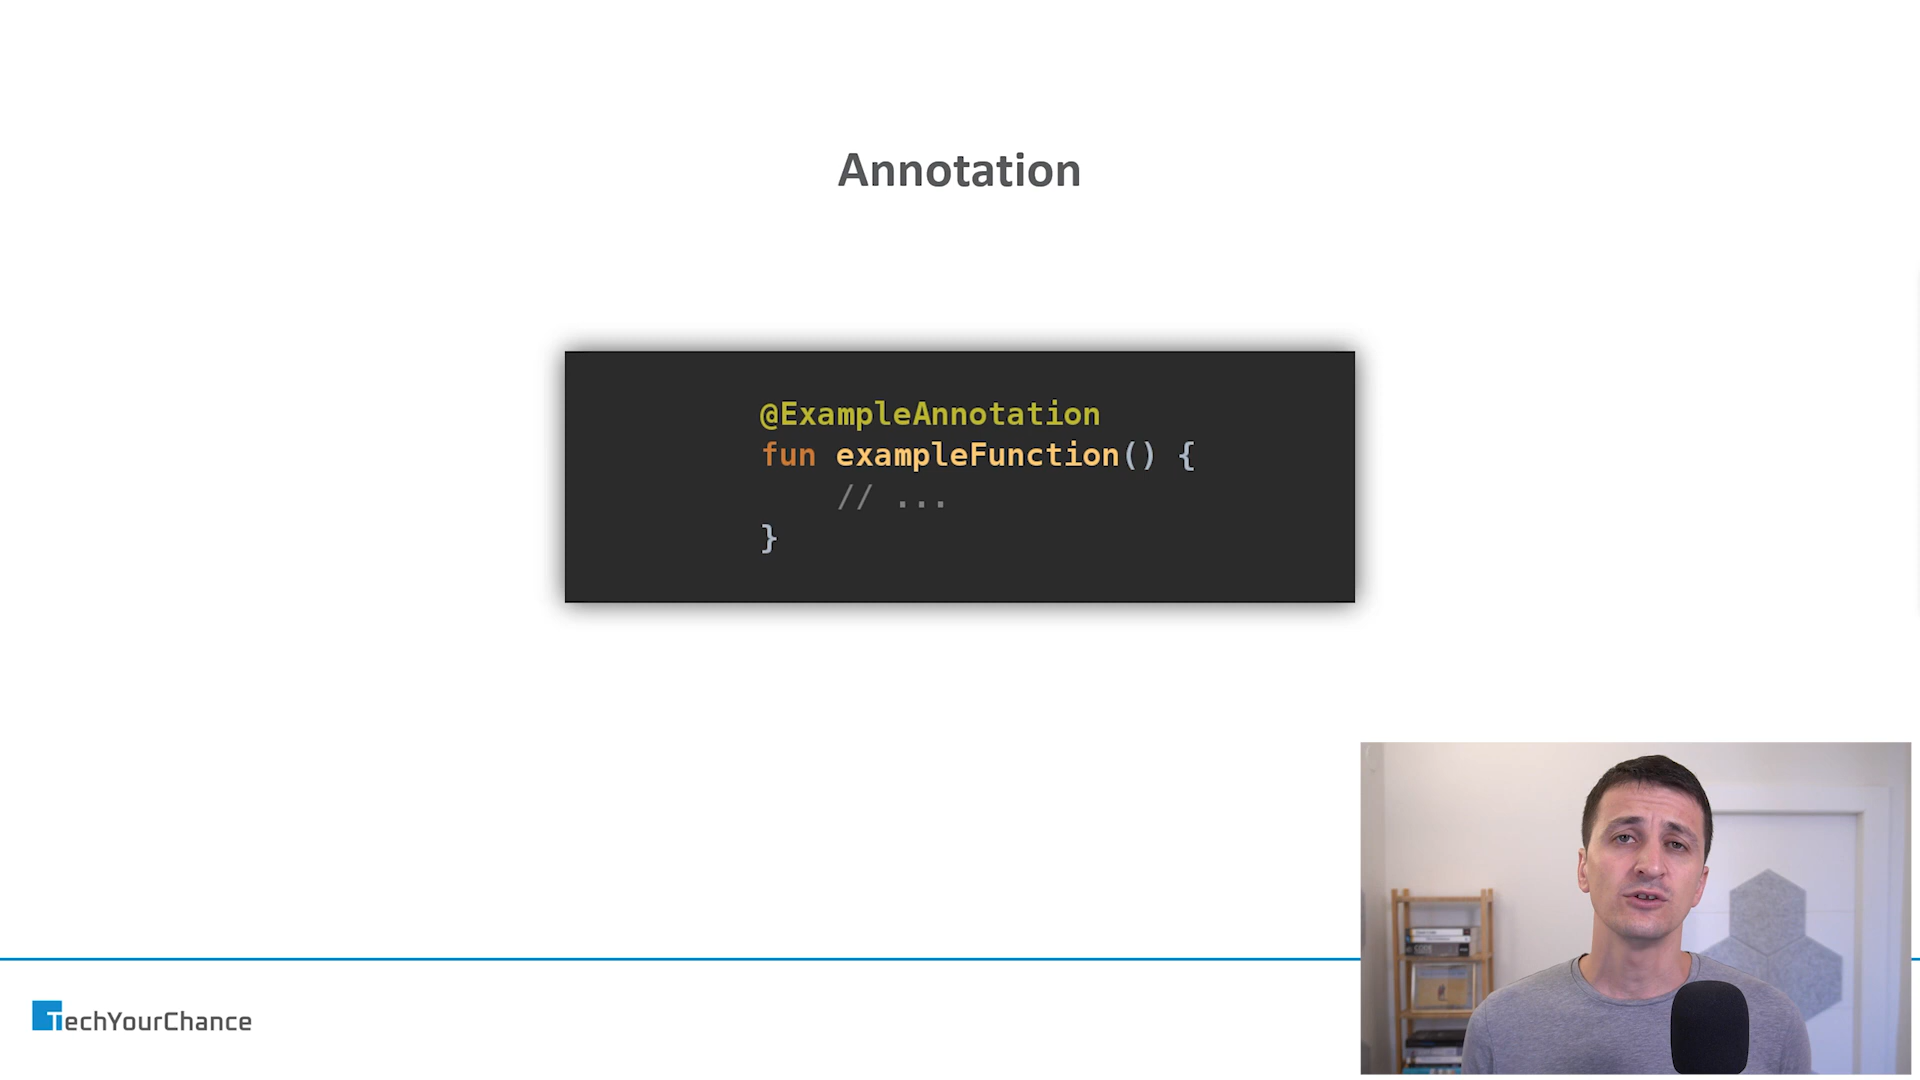 Annotation
@ExampleAnnotation
fun exampleFunction() {
// ...
}
TechYourChance